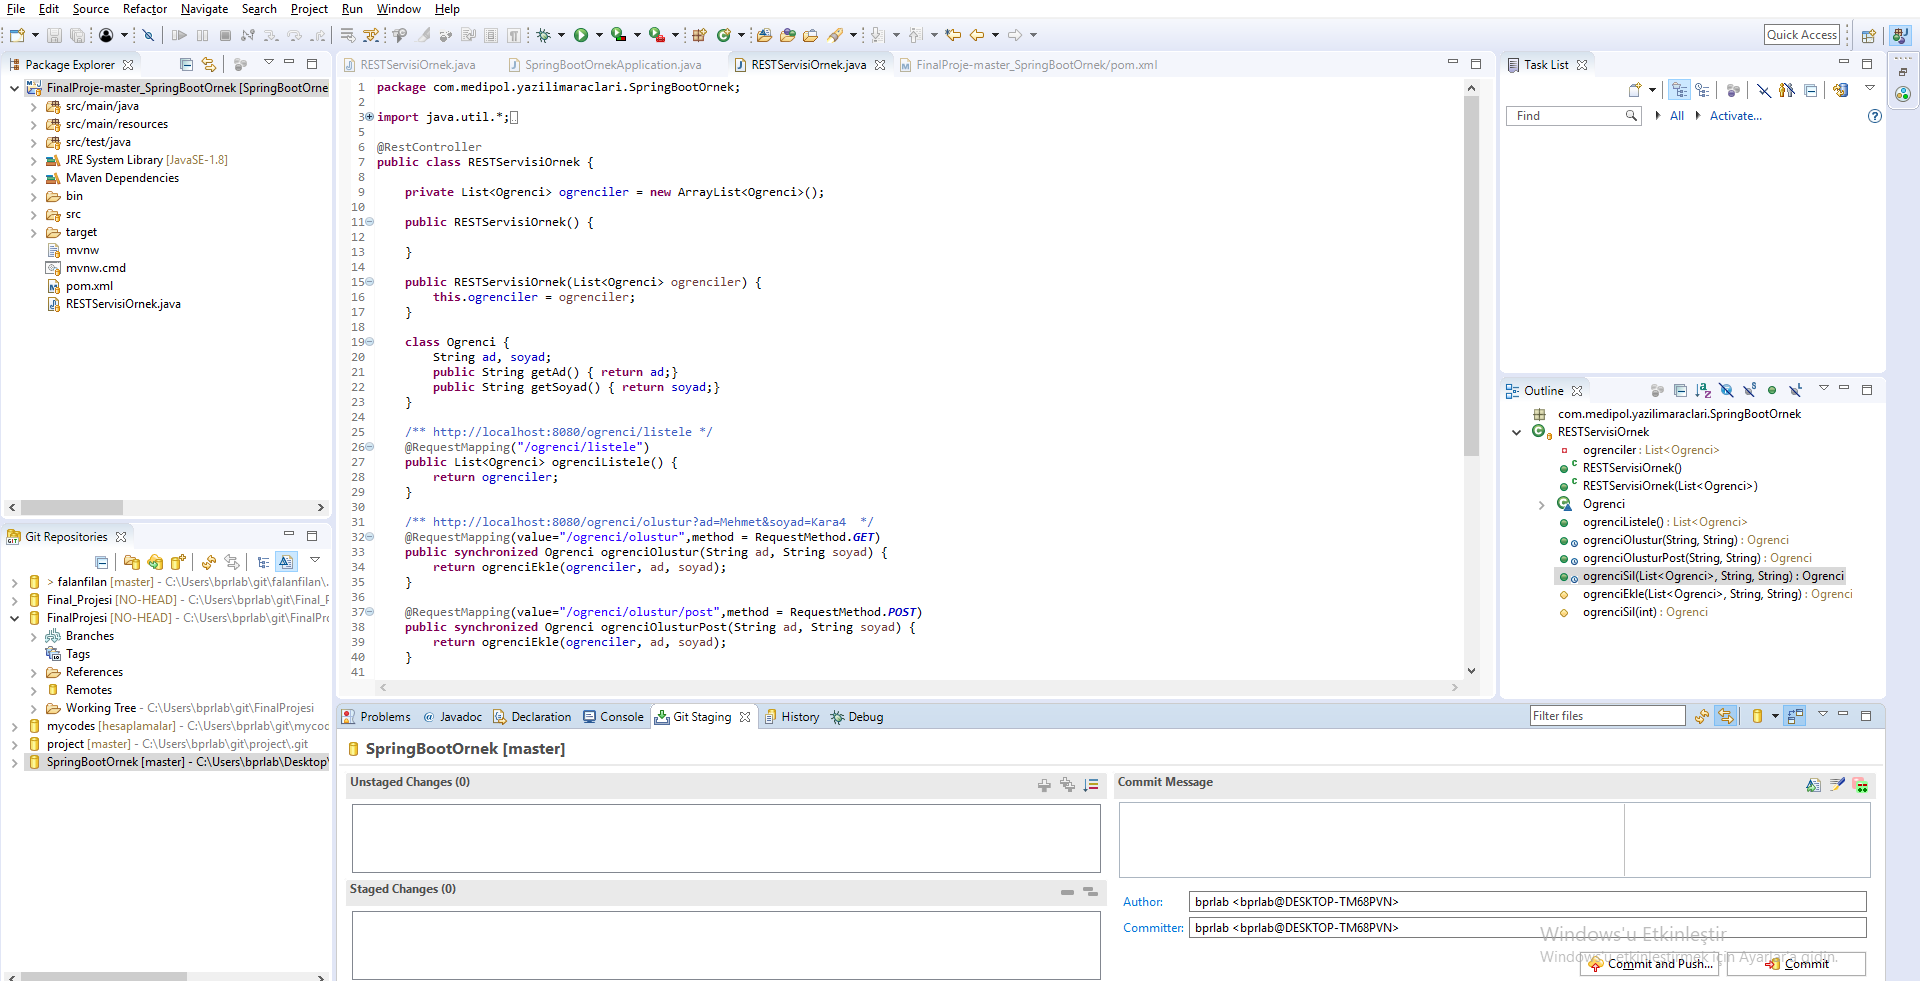 File Edit Source Refactor Navigate Search Project Run Window Help
Quick Access
Package Explorer
FinalProje-master_SpringBootOrnek [SpringBootOrne
src/main/java
src/main/resources
src/test/java
JRE System Library [JavaSE-1.8]
Maven Dependencies
bin
src
target
mvnw
mvnw.cmd
pom.xml
RESTServisiOrnek.java
Git Repositories
> falanfilan [master] - C:\Users\bprlab\git\falanfilan\.
Final_Projesi [NO-HEAD] - C:\Users\bprlab\git\Final_F
FinalProjesi [NO-HEAD] - C:\Users\bprlab\git\FinalPrc
Branches
Tags
References
Remotes
Working Tree - C:\Users\bprlab\git\FinalProjesi
mycodes [hesaplamalar] - C:\Users\bprlab\git\mycoc
project [master] - C:\Users\bprlab\git\project\.git
SpringBootOrnek [master] - C:\Users\bprlab\Desktop\
RESTServisiOrnek.java SpringBootOrnekApplication.java RESTServisiOrnek.java FinalProje-master_SpringBootOrnek/pom.xml
1 package com.medipol.yazilimaraclari.SpringBootOrnek;
2
3 import java.util.*;
5
6 @RestController
7 public class RESTServisiOrnek {
8
9 private List<Ogrenci> ogrenciler = new ArrayList<Ogrenci>();
10
11 public RESTServisiOrnek() {
12
13 }
14
15 public RESTServisiOrnek(List<Ogrenci> ogrenciler) {
16 this.ogrenciler = ogrenciler;
17 }
18
19 class Ogrenci {
20 String ad, soyad;
21 public String getAd() { return ad;}
22 public String getSoyad() { return soyad;}
23 }
24
25 /** http://localhost:8080/ogrenci/listele */
26 @RequestMapping("/ogrenci/listele")
27 public List<Ogrenci> ogrenciListele() {
28 return ogrenciler;
29 }
30
31 /** http://localhost:8080/ogrenci/olustur?ad=Mehmet&soyad=Kara4 */
32 @RequestMapping(value="/ogrenci/olustur",method = RequestMethod.GET)
33 public synchronized Ogrenci ogrenciOlustur(String ad, String soyad) {
34 return ogrenciEkle(ogrenciler, ad, soyad);
35 }
36
37 @RequestMapping(value="/ogrenci/olustur/post",method = RequestMethod.POST)
38 public synchronized Ogrenci ogrenciOlusturPost(String ad, String soyad) {
39 return ogrenciEkle(ogrenciler, ad, soyad);
40 }
41
Task List
Find All Activate...
Outline
com.medipol.yazilimaraclari.SpringBootOrnek
RESTServisiOrnek
ogrenciler : List<Ogrenci>
RESTServisiOrnek()
RESTServisiOrnek(List<Ogrenci>)
Ogrenci
ogrenciListele() : List<Ogrenci>
ogrenciOlustur(String, String) : Ogrenci
ogrenciOlusturPost(String, String) : Ogrenci
ogrenciSil(List<Ogrenci>, String, String) : Ogrenci
ogrenciEkle(List<Ogrenci>, String, String) : Ogrenci
ogrenciSil(int) : Ogrenci
Problems @ Javadoc Declaration Console Git Staging History Debug
Filter files
SpringBootOrnek [master]
Unstaged Changes (0)
Staged Changes (0)
Commit Message
Author: bprlab <bprlab@DESKTOP-TM68PVN>
Committer: bprlab <bprlab@DESKTOP-TM68PVN>
Windows'u Etkinleştir
Windows'u etkinleştirmek için Ayarlar'a gidin.
Commit and Push... Commit